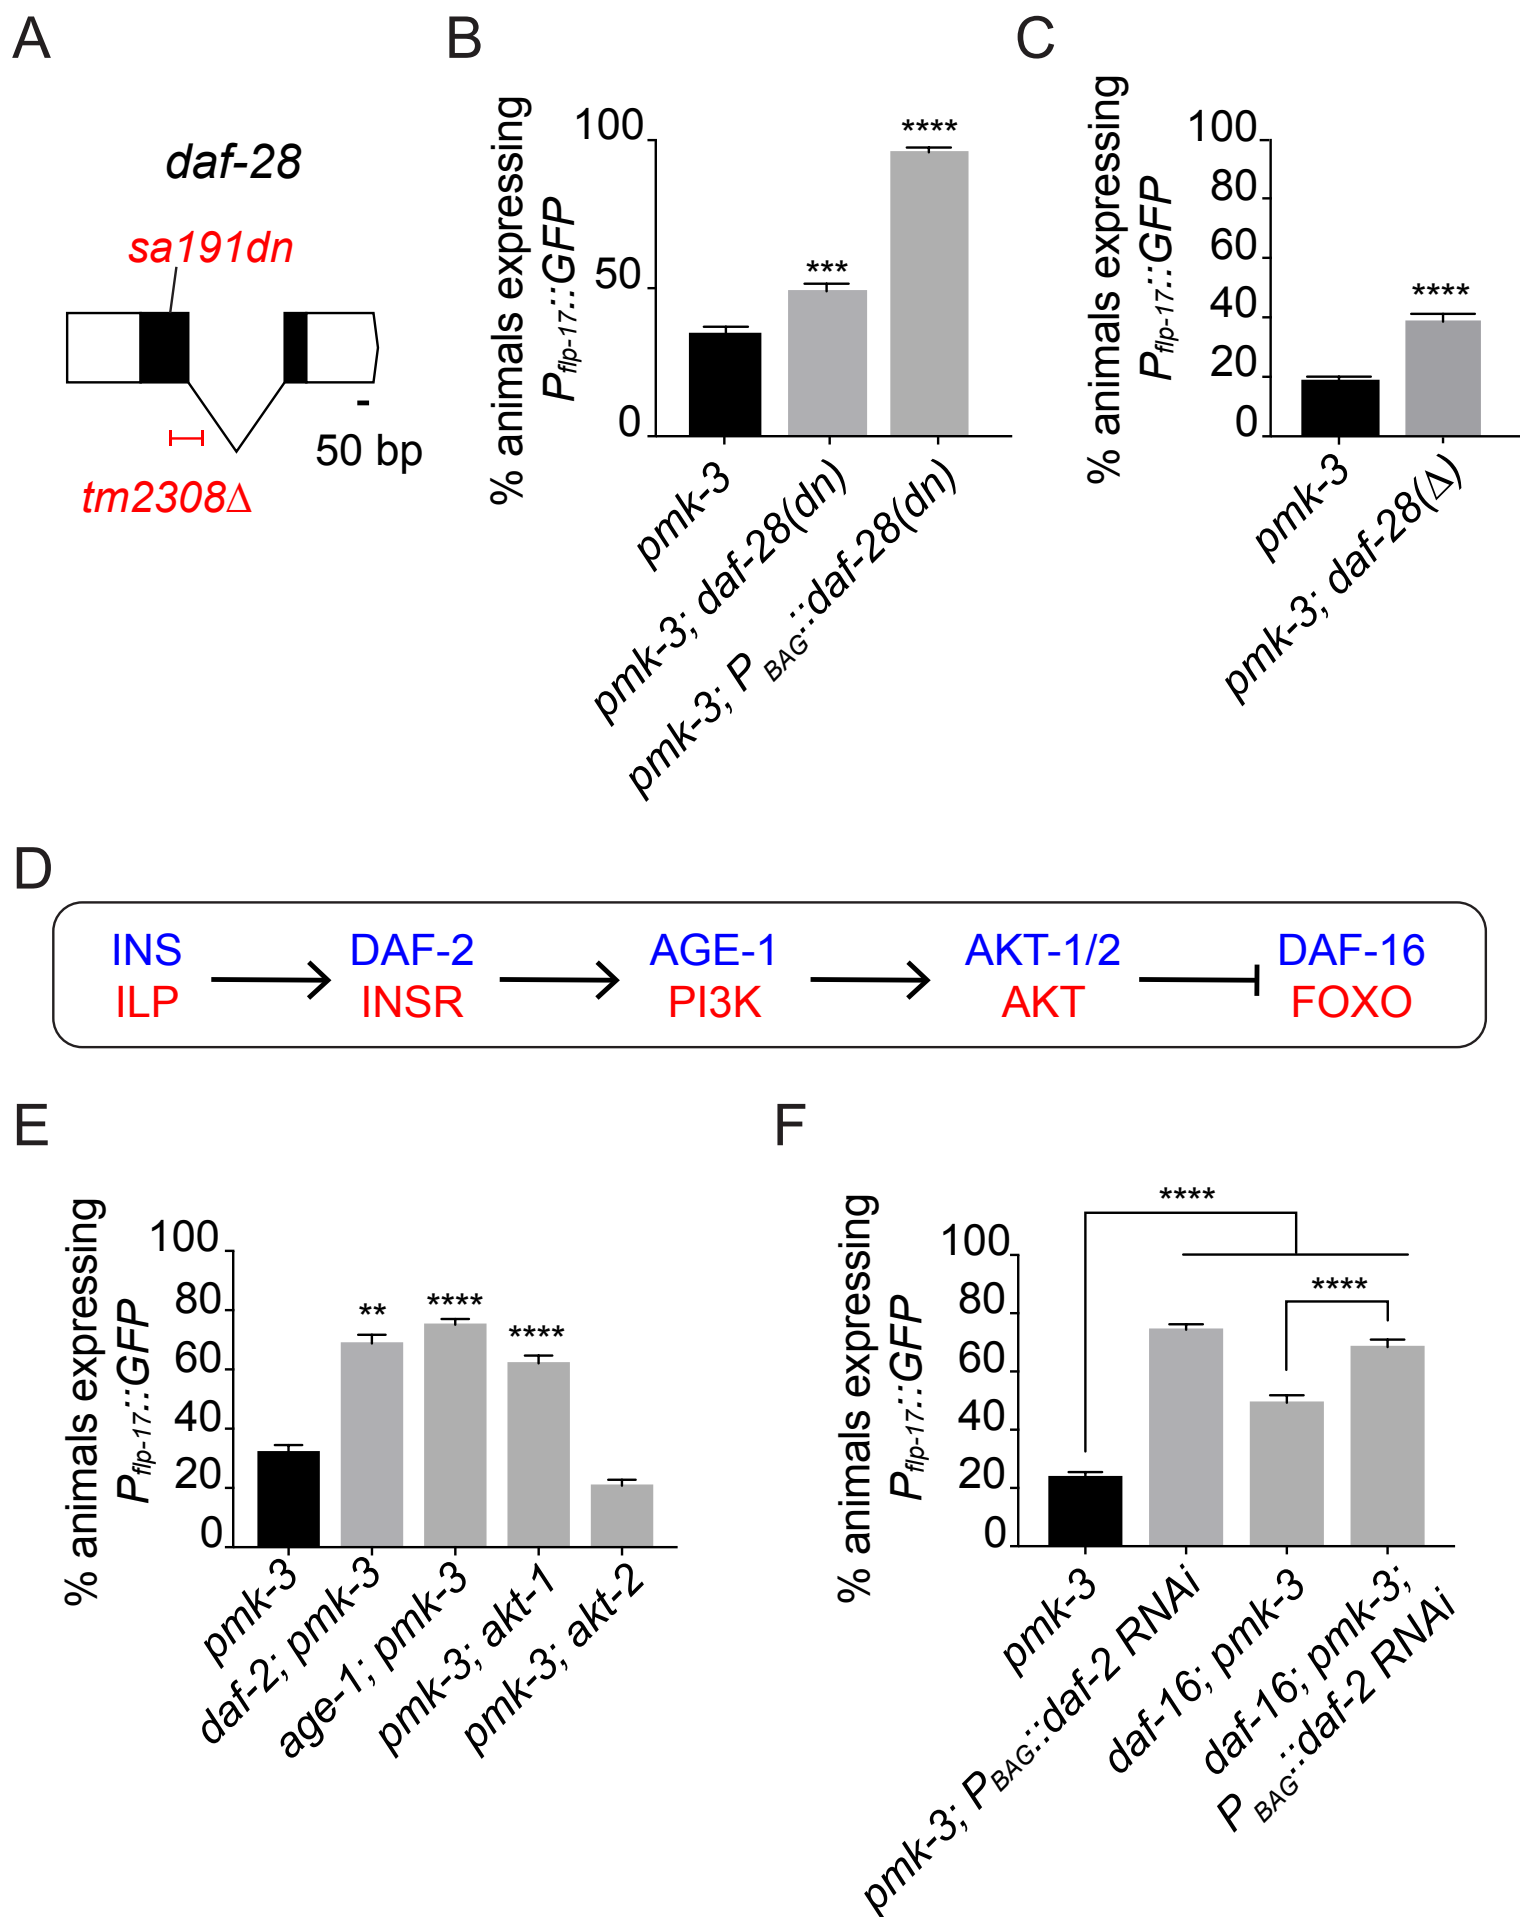 A
daf-28
sa191dn
50 bp
tm2308Δ
B
% animals expressing
Pflp-17::GFP
100
50
0
***
****
pmk-3
pmk-3; daf-28(dn)
pmk-3; PBAG::daf-28(dn)
C
% animals expressing
Pflp-17::GFP
100
80
60
40
20
0
****
pmk-3
pmk-3; daf-28(Δ)
D
INS DAF-2 AGE-1 AKT-1/2 DAF-16
ILP INSR PI3K AKT FOXO
E
% animals expressing
Pflp-17::GFP
100
80
60
40
20
0
**
****
****
pmk-3
daf-2; pmk-3
age-1; pmk-3
pmk-3; akt-1
pmk-3; akt-2
F
% animals expressing
Pflp-17::GFP
100
80
60
40
20
0
****
****
pmk-3
pmk-3; PBAG::daf-2 RNAi
daf-16; pmk-3
daf-16; pmk-3;
PBAG::daf-2 RNAi